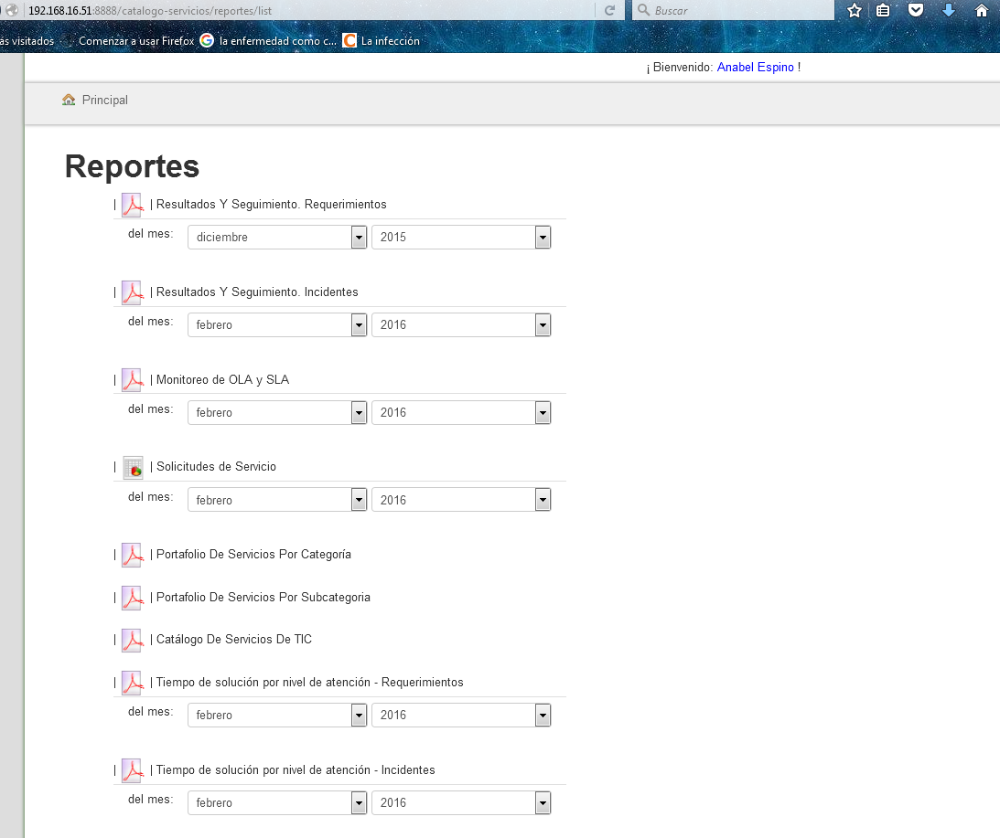 192.168.16.51:8888/catalogo-servicios/reportes/list Buscar
ás visitados Comenzar a usar Firefox la enfermedad como c... La infección
¡ Bienvenido: Anabel Espino !
Principal
Reportes
| | Resultados Y Seguimiento. Requerimientos
del mes: diciembre 2015
| | Resultados Y Seguimiento. Incidentes
del mes: febrero 2016
| | Monitoreo de OLA y SLA
del mes: febrero 2016
| | Solicitudes de Servicio
del mes: febrero 2016
| | Portafolio De Servicios Por Categoría
| | Portafolio De Servicios Por Subcategoria
| | Catálogo De Servicios De TIC
| | Tiempo de solución por nivel de atención - Requerimientos
del mes: febrero 2016
| | Tiempo de solución por nivel de atención - Incidentes
del mes: febrero 2016